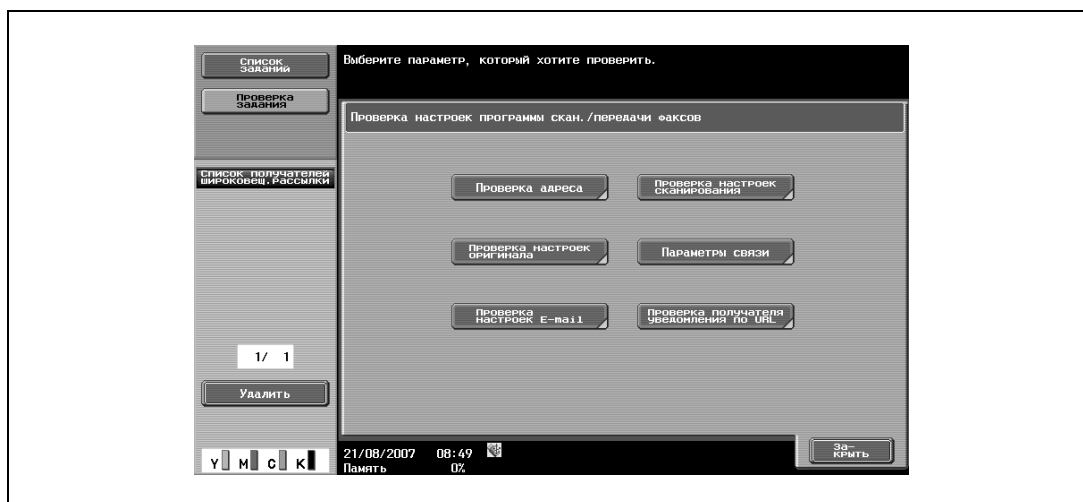 Список
заданий
Проверка
задания
Список получателей
широковещ.рассылки
1/ 1
Удалить
Y M C K
Выберите параметр, который хотите проверить.
Проверка настроек программы скан./передачи факсов
Проверка адреса
Проверка настроек
сканирования
Проверка настроек
оригинала
Параметры связи
Проверка
настроек E-mail
Проверка получателя
уведомления по URL
21/08/2007 08:49
Память 0%
За-
крыть